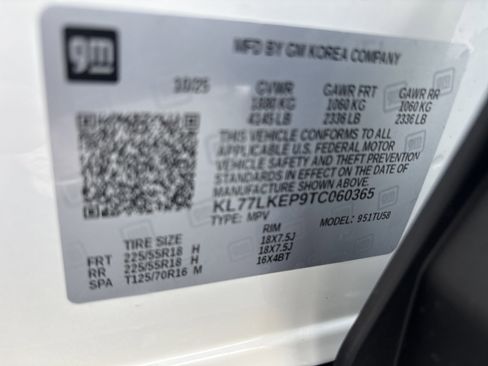 gm
MFD BY GM KOREA COMPANY
10/25 GVWR GAWR FRT GAWR RR
1880 KG 1060 KG 1060 KG
4145 LB 2336 LB 2336 LB
THIS VEHICLE CONFORMS TO ALL
APPLICABLE U.S. FEDERAL MOTOR
VEHICLE SAFETY AND THEFT PREVENTION
STANDARDS IN EFFECT ON THE DATE OF
MANUFACTURE SHOWN ABOVE.
KL77LKEP9TC060365
TYPE: MPV MODEL: 951TU58
TIRE SIZE RIM
FRT 225/55R18 H 18X7.5J
RR 225/55R18 H 18X7.5J
SPA T125/70R16 M 16X4BT